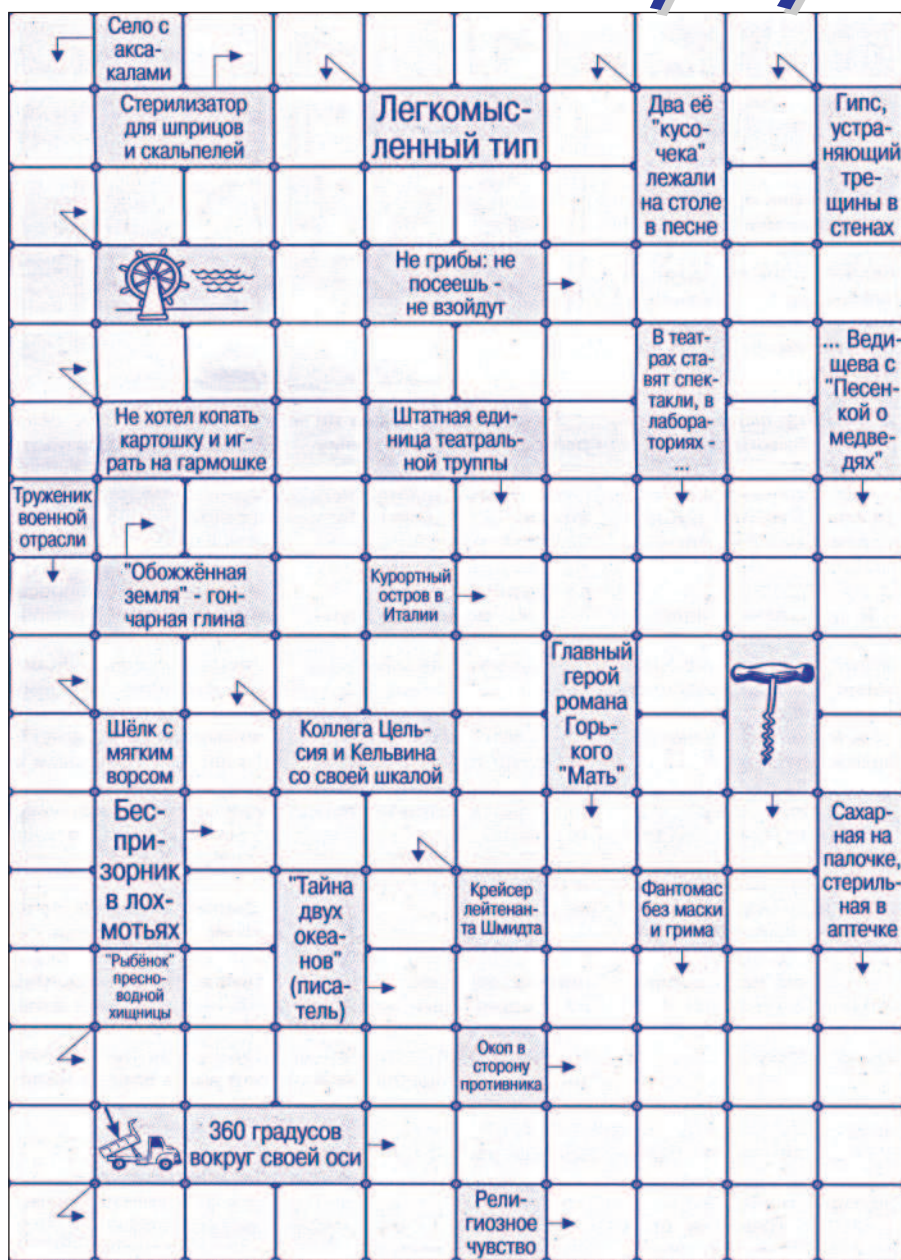 Село с
акса-
калами
Стерилизатор
для шприцов
и скальпелей
Легкомыс-
ленный тип
Два её
"кусо-
чека"
лежали
на столе
в песне
Гипс,
устра-
няющий
тре-
щины в
стенах
Не грибы: не
посеешь -
не взойдут
В теат-
рах ста-
вят спек-
такли, в
лабора-
ториях -
...
... Веди-
щева с
"Песен-
кой о
медве-
дях"
Не хотел копать
картошку и иг-
рать на гармошке
Штатная еди-
ница театраль-
ной труппы
Труженик
военной
отрасли
"Обожжённая
земля" - гон-
чарная глина
Курортный
остров в
Италии
Главный
герой
романа
Горь-
кого
"Мать"
Шёлк с
мягким
ворсом
Коллега Цель-
сия и Кельвина
со своей шкалой
Бес-
при-
зорник
в лох-
мотьях
Сахар-
ная на
палочке,
стериль-
ная в
аптечке
"Тайна
двух
океа-
нов"
(писа-
тель)
Крейсер
лейтенан-
та Шмидта
Фантомас
без маски
и грима
"Рыбёнок"
пресно-
водной
хищницы
Окоп в
сторону
противника
360 градусов
вокруг своей оси
Рели-
гиозное
чувство